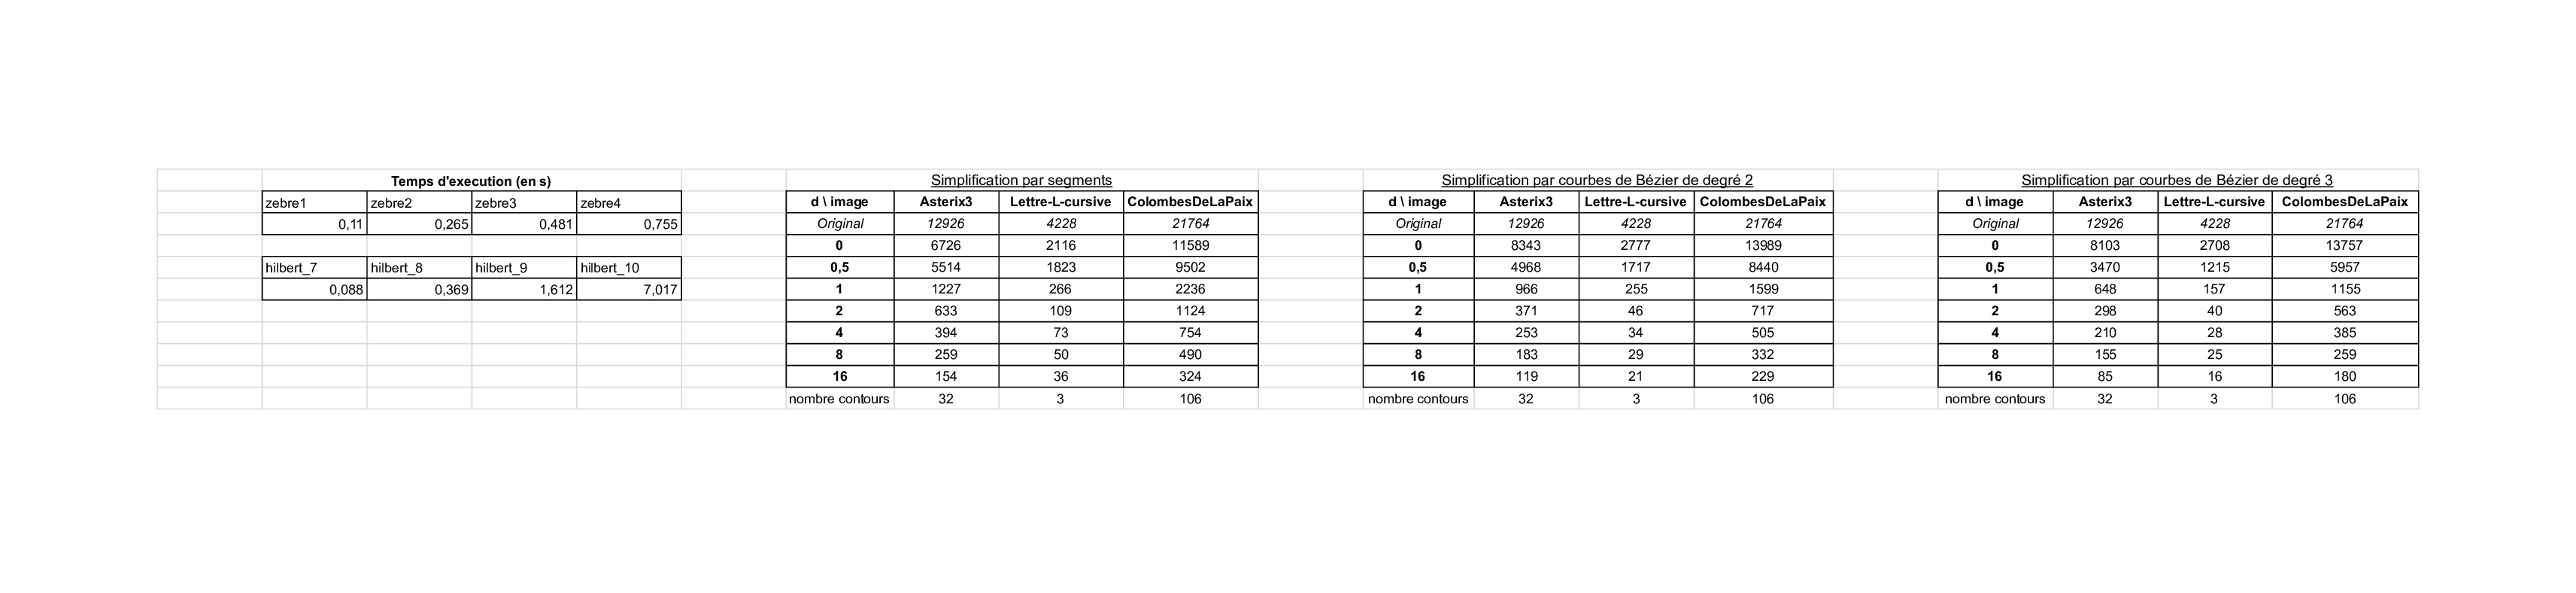 Temps d'execution (en s)
zebre1 zebre2 zebre3 zebre4
0,11 0,265 0,481 0,755
hilbert_7 hilbert_8 hilbert_9 hilbert_10
0,088 0,369 1,612 7,017
Simplification par segments
d \ image Asterix3 Lettre-L-cursive ColombesDeLaPaix
Original 12926 4228 21764
0 6726 2116 11589
0,5 5514 1823 9502
1 1227 266 2236
2 633 109 1124
4 394 73 754
8 259 50 490
16 154 36 324
nombre contours 32 3 106
Simplification par courbes de Bézier de degré 2
d \ image Asterix3 Lettre-L-cursive ColombesDeLaPaix
Original 12926 4228 21764
0 8343 2777 13989
0,5 4968 1717 8440
1 966 255 1599
2 371 46 717
4 253 34 505
8 183 29 332
16 119 21 229
nombre contours 32 3 106
Simplification par courbes de Bézier de degré 3
d \ image Asterix3 Lettre-L-cursive ColombesDeLaPaix
Original 12926 4228 21764
0 8103 2708 13757
0,5 3470 1215 5957
1 648 157 1155
2 298 40 563
4 210 28 385
8 155 25 259
16 85 16 180
nombre contours 32 3 106